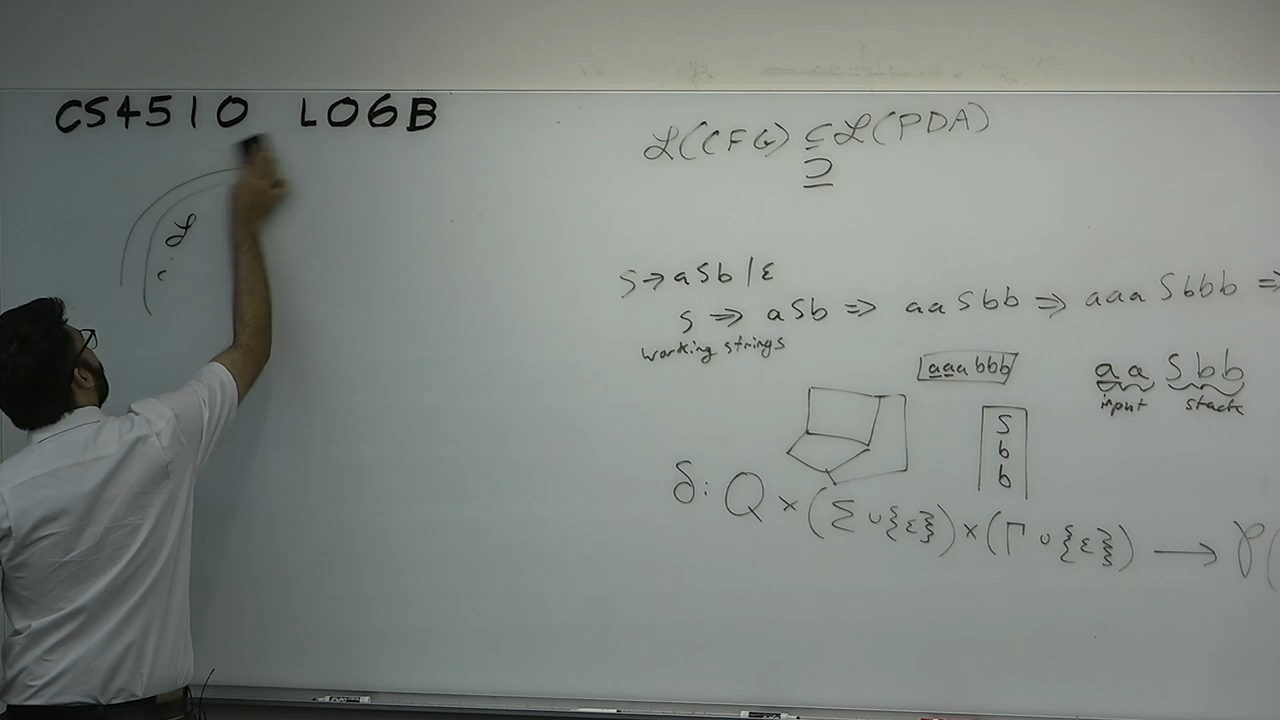 CS4510 L06B
ℒ(CFG) ⊆ ℒ(PDA)
⊇
ℒ
S → aSb | ε
S ⇒ aSb ⇒ aaSbb ⇒ aaaSbbb ⇒
working strings
aaabbb
aa Sbb
input stack
S
b
b
δ: Q × (Σ ∪ {ε}) × (Γ ∪ {ε}) → P(